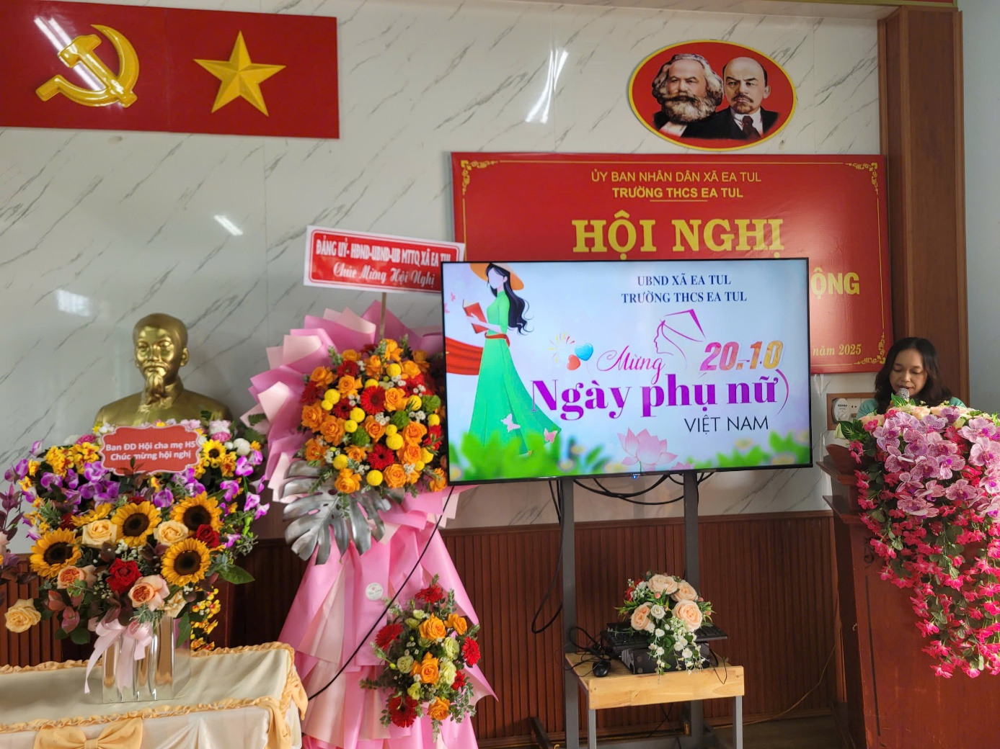 ỦY BAN NHÂN DÂN XÃ EA TUL
TRƯỜNG THCS EA TUL
HỘI NGHỊ
ỘNG
năm 2025
ĐẢNG UỶ- HĐND-UBND-UB MTTQ XÃ EA TUL
Chúc Mừng Hội Nghị
UBND XÃ EA TUL
TRƯỜNG THCS EA TUL
Mừng 20.10
Ngày phụ nữ
VIỆT NAM
Ban ĐD Hội cha mẹ HS
Chúc mừng hội nghị